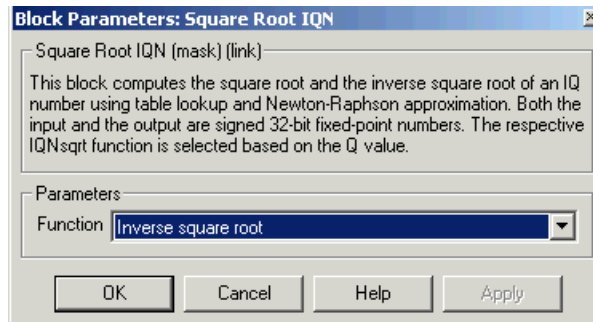 Block Parameters: Square Root IQN
Square Root IQN (mask) (link)
This block computes the square root and the inverse square root of an IQ
number using table lookup and Newton-Raphson approximation. Both the
input and the output are signed 32-bit fixed-point numbers. The respective
IQNsqrt function is selected based on the Q value.
Parameters
Function Inverse square root
OK Cancel Help Apply